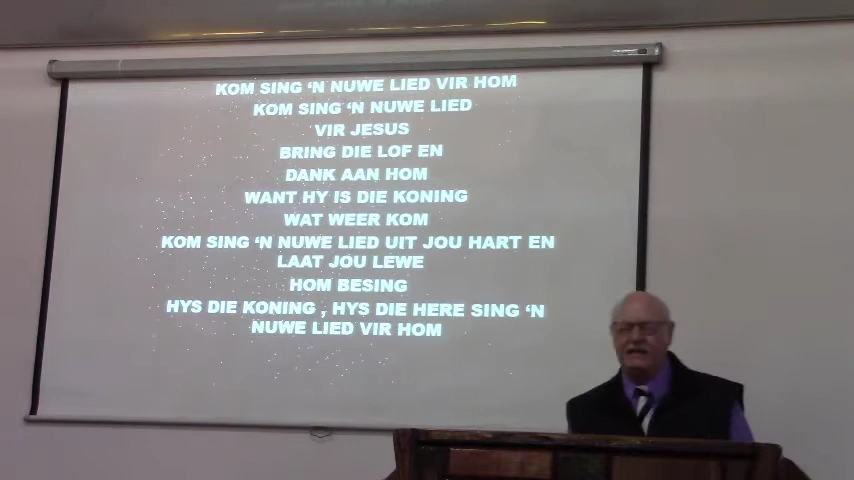 KOM SING ‘N NUWE LIED VIR HOM
KOM SING ‘N NUWE LIED
VIR JESUS
BRING DIE LOF EN
DANK AAN HOM
WANT HY IS DIE KONING
WAT WEER KOM
KOM SING ‘N NUWE LIED UIT JOU HART EN
LAAT JOU LEWE
HOM BESING
HYS DIE KONING , HYS DIE HERE SING ‘N
NUWE LIED VIR HOM